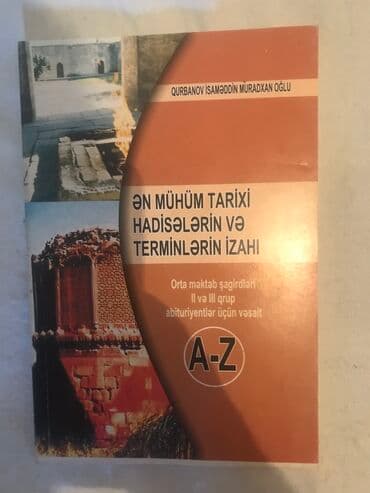 QURBANOV İSAMƏDDİN MÜRADXAN OĞLU
ƏN MÜHÜM TARİXİ
HADİSƏLƏRİN VƏ
TERMİNLƏRİN İZAHI
Orta məktəb şagirdləri
II və III qrup
abituriyentlər üçün vəsait
A-Z